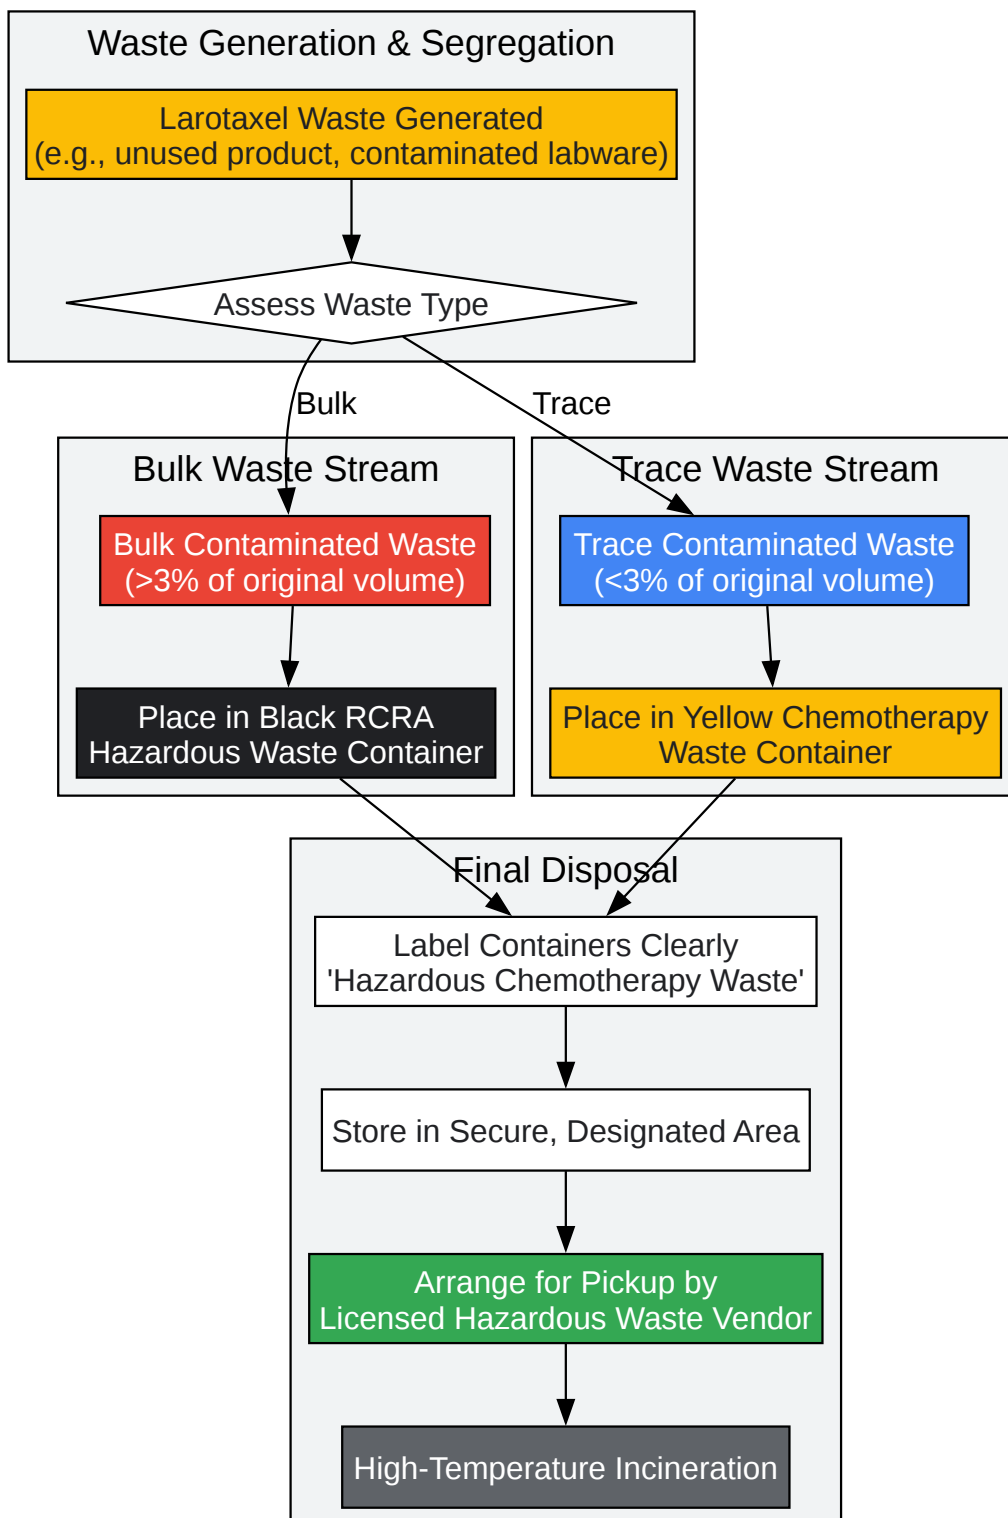 Waste Generation & Segregation
Larotaxel Waste Generated
(e.g., unused product, contaminated labware)
Assess Waste Type
Bulk
Trace
Bulk Waste Stream
Trace Waste Stream
Bulk Contaminated Waste
(>3% of original volume)
Trace Contaminated Waste
(<3% of original volume)
Place in Black RCRA
Hazardous Waste Container
Place in Yellow Chemotherapy
Waste Container
Final Disposal
Label Containers Clearly
'Hazardous Chemotherapy Waste'
Store in Secure, Designated Area
Arrange for Pickup by
Licensed Hazardous Waste Vendor
High-Temperature Incineration